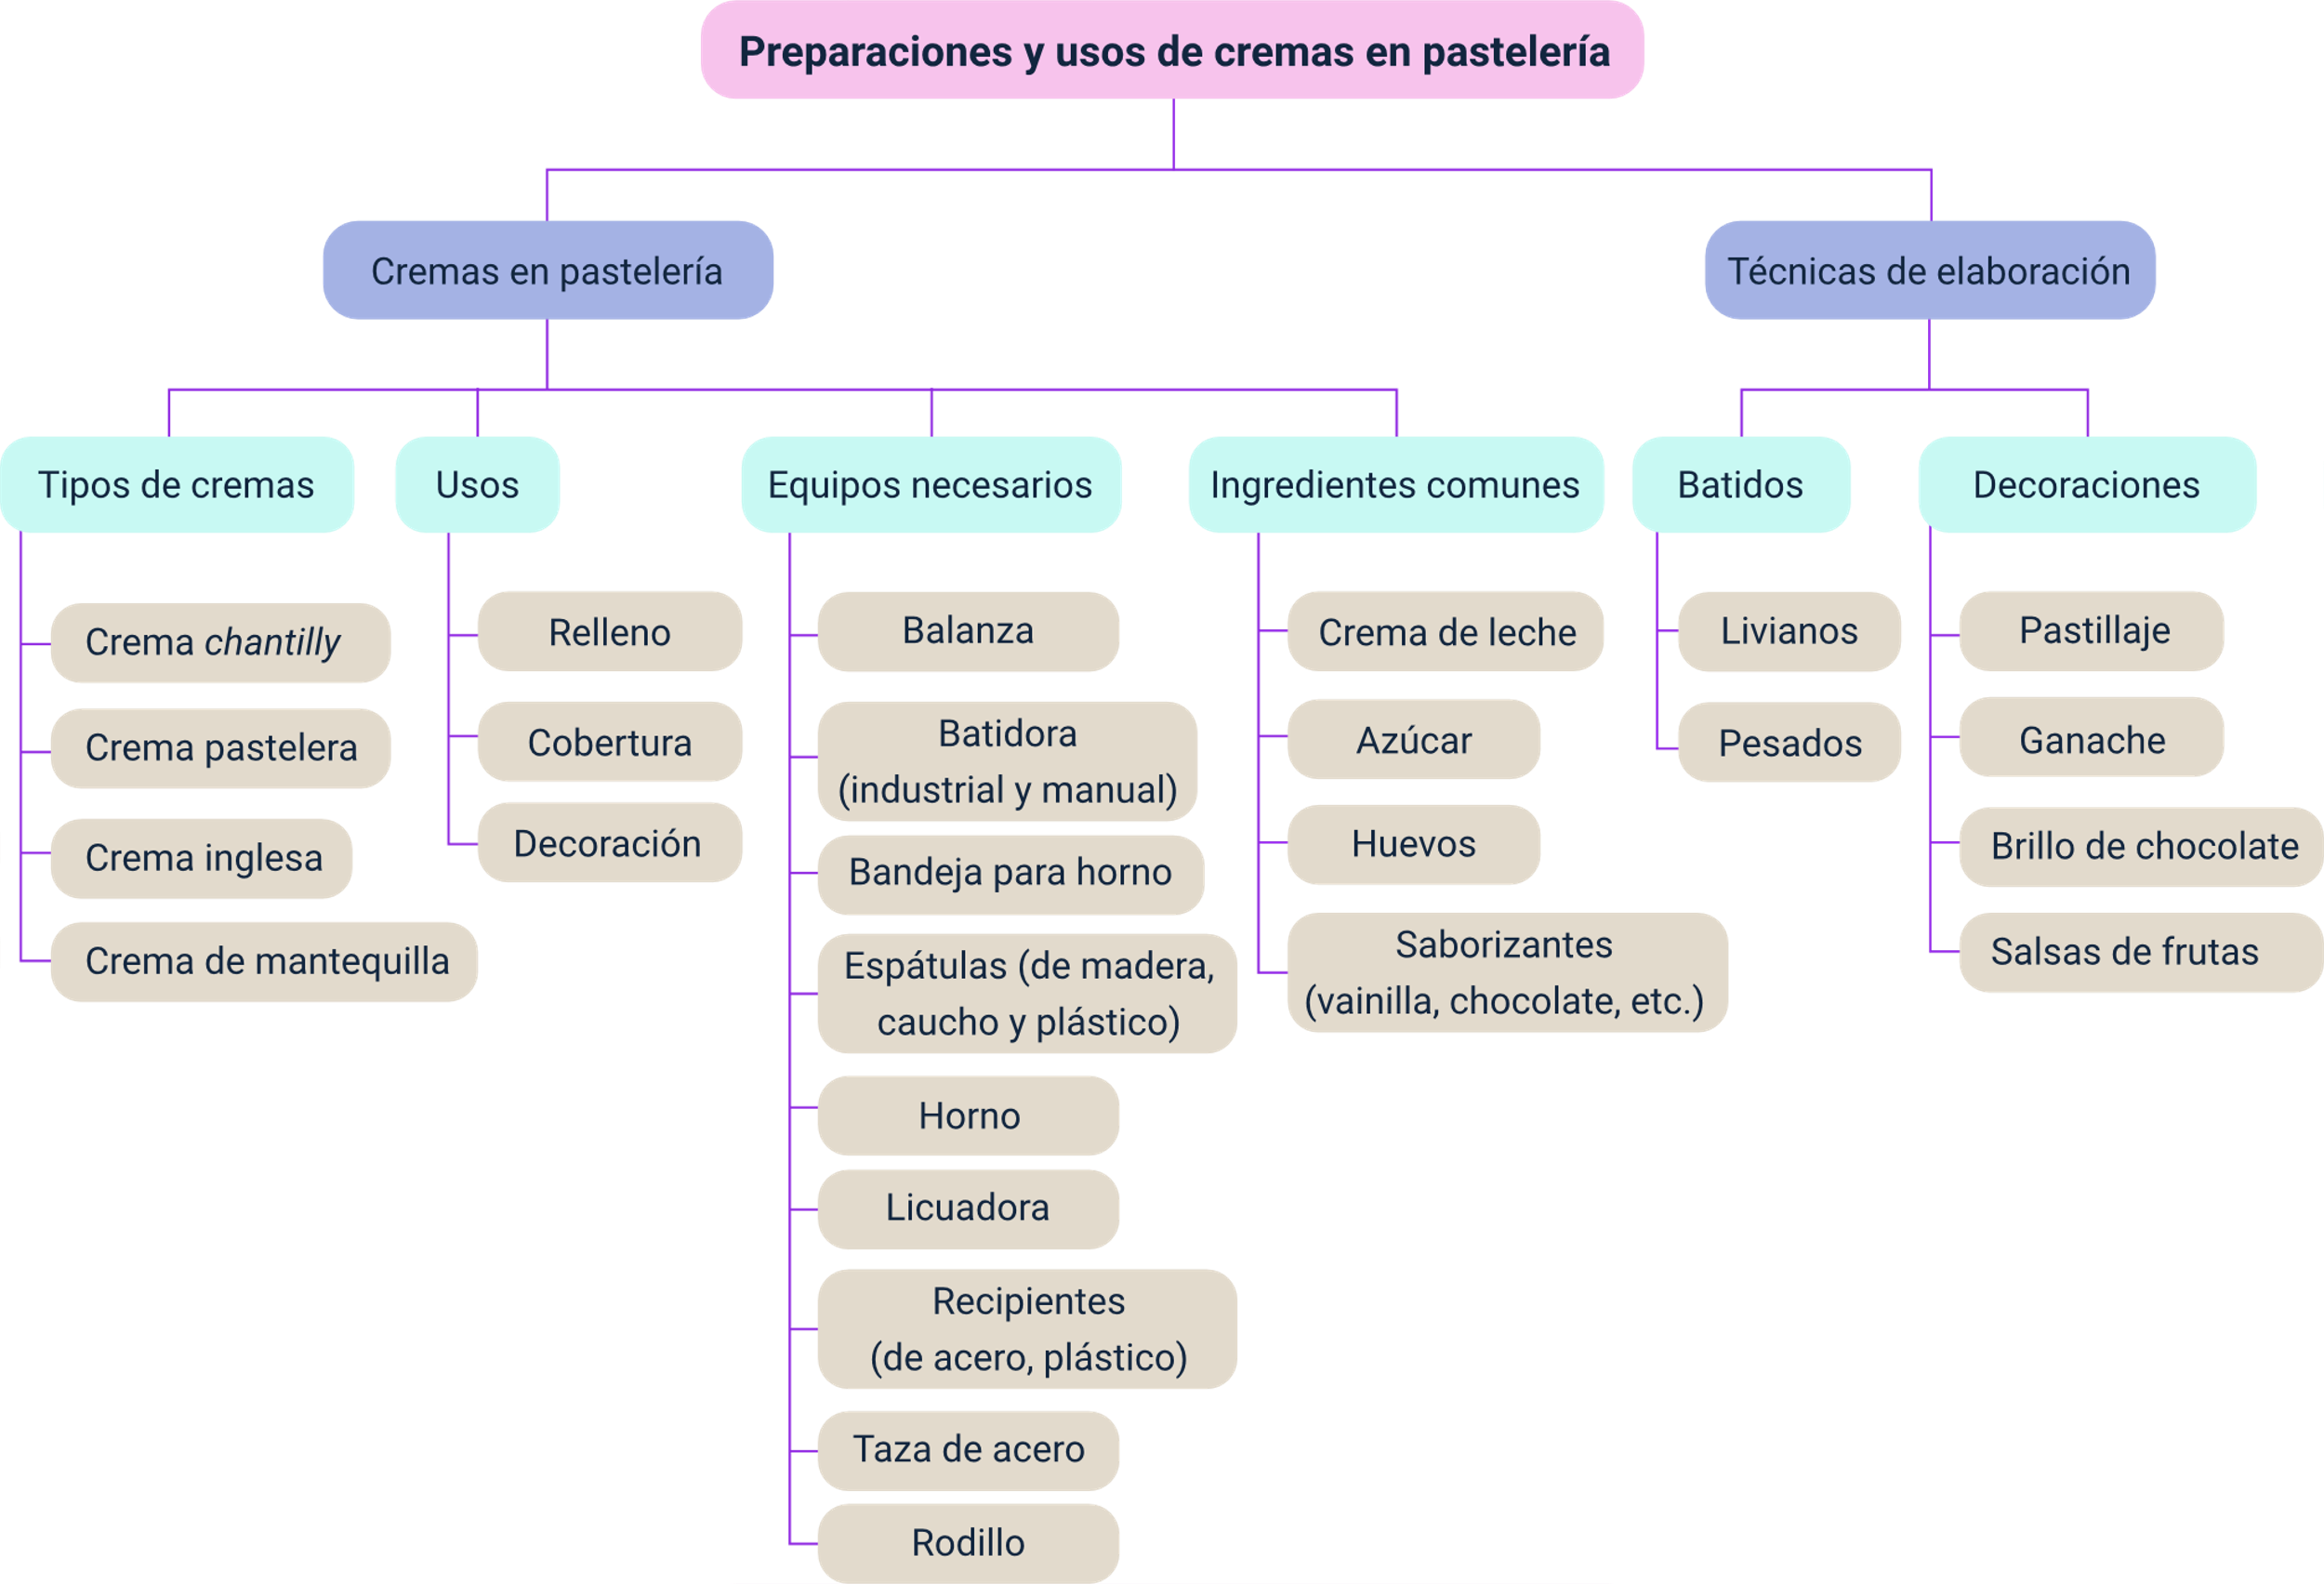 Preparaciones y usos de cremas en pastelería
Cremas en pastelería
Técnicas de elaboración
Tipos de cremas
Usos
Equipos necesarios
Ingredientes comunes
Batidos
Decoraciones
Crema chantilly
Crema pastelera
Crema inglesa
Crema de mantequilla
Relleno
Cobertura
Decoración
Balanza
Batidora
(industrial y manual)
Bandeja para horno
Espátulas (de madera,
caucho y plástico)
Horno
Licuadora
Recipientes
(de acero, plástico)
Taza de acero
Rodillo
Crema de leche
Azúcar
Huevos
Saborizantes
(vainilla, chocolate, etc.)
Livianos
Pesados
Pastillaje
Ganache
Brillo de chocolate
Salsas de frutas